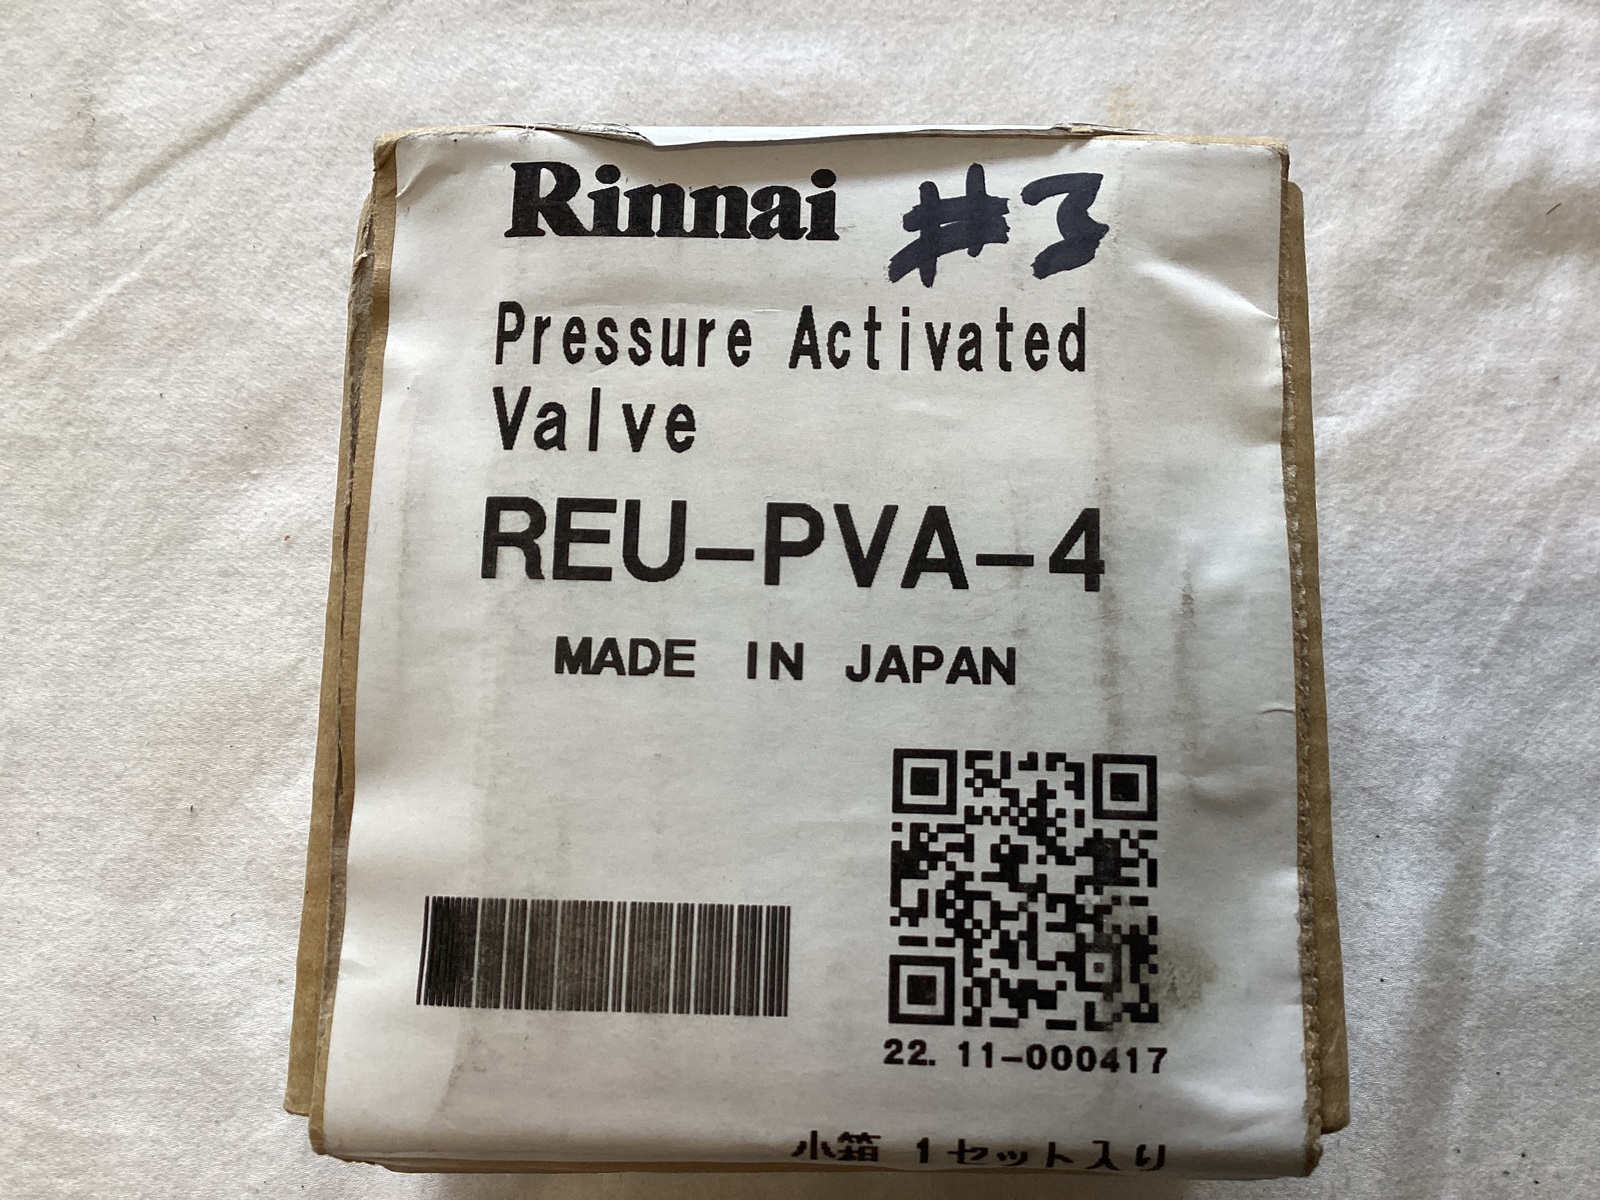 Rinnai #3
Pressure Activated
Valve
REU-PVA-4
MADE IN JAPAN
22. 11-000417
小箱 1セット入り